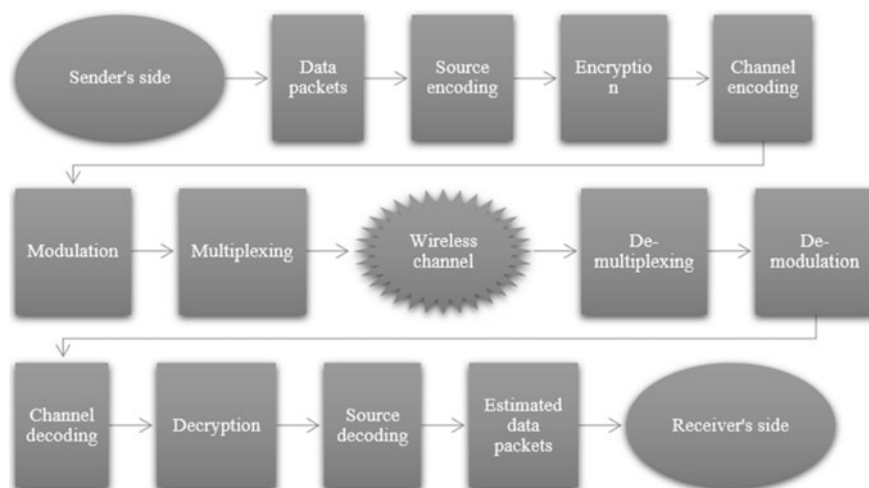 Sender's side
Data
packets
Source
encoding
Encryptio
n
Channel
encoding
Modulation
Multiplexing
Wireless
channel
De-
multiplexing
De-
modulation
Channel
decoding
Decryption
Source
decoding
Estimated
data
packets
Receiver's side